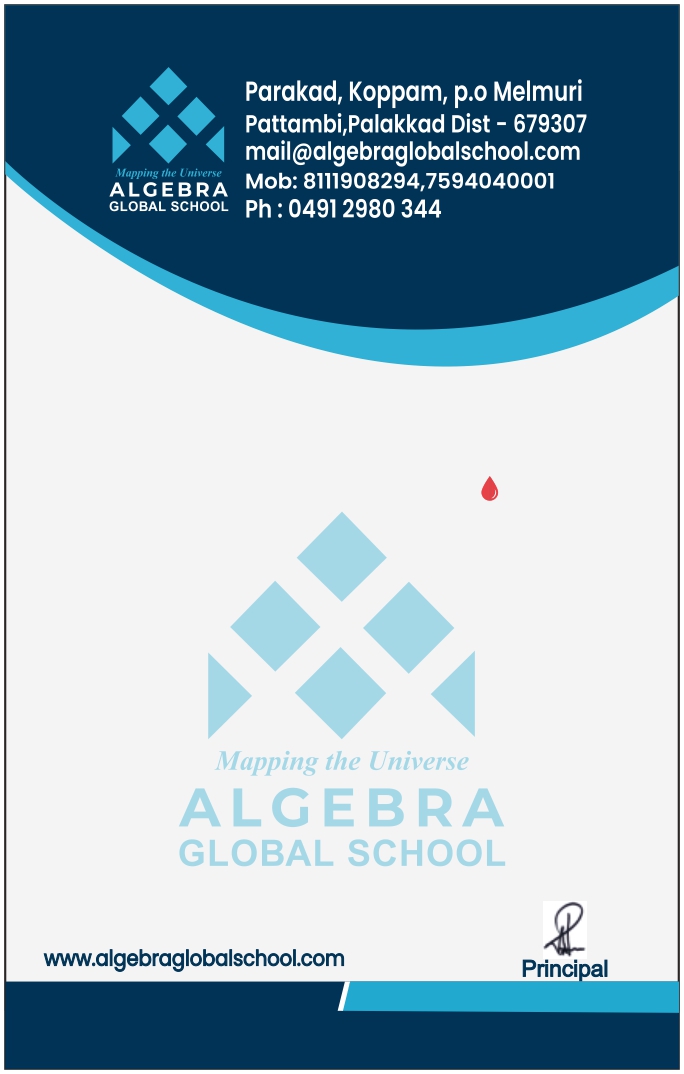 Parakad, Koppam, p.o Melmuri
Pattambi,Palakkad Dist - 679307
mail@algebraglobalschool.com
Mob: 8111908294,7594040001
Ph : 0491 2980 344
Mapping the Universe
ALGEBRA
GLOBAL SCHOOL
Mapping the Universe
ALGEBRA
GLOBAL SCHOOL
www.algebraglobalschool.com
Principal